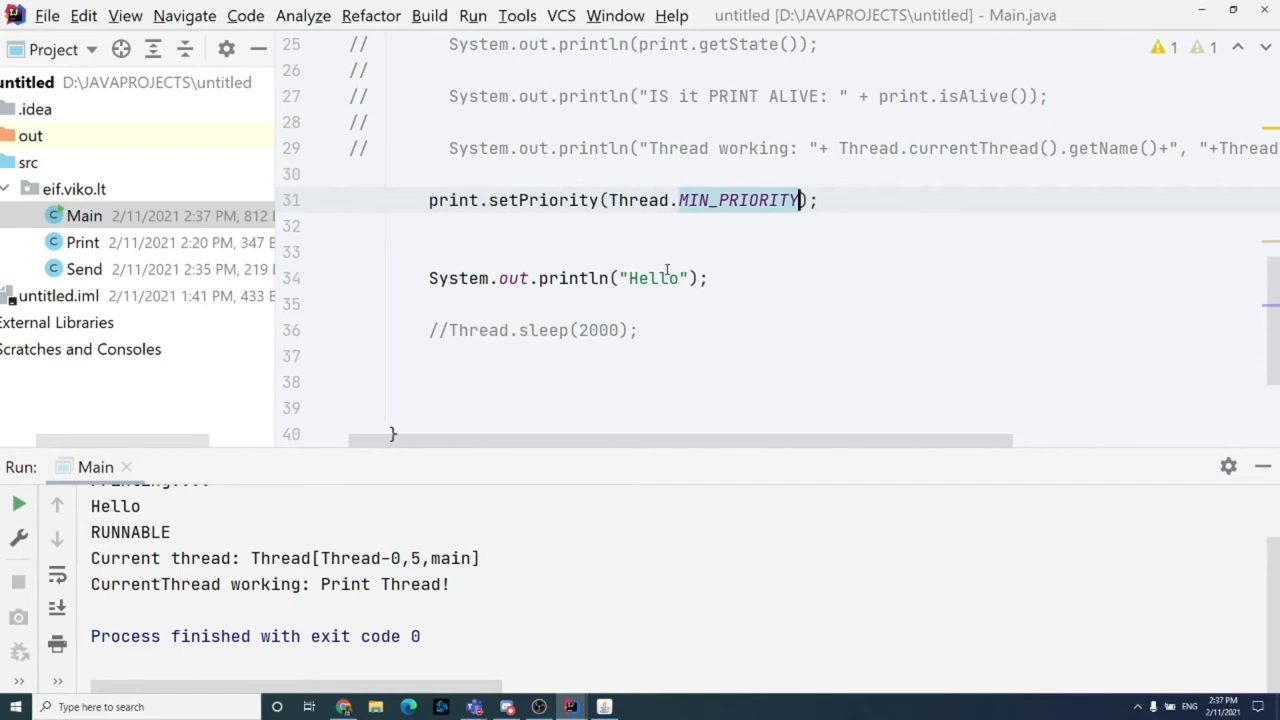 File Edit View Navigate Code Analyze Refactor Build Run Tools VCS Window Help untitled [D:\JAVAPROJECTS\untitled] - Main.java
Project
untitled D:\JAVAPROJECTS\untitled
.idea
out
src
eif.viko.lt
Main 2/11/2021 2:37 PM, 812
Print 2/11/2021 2:20 PM, 347 B
Send 2/11/2021 2:35 PM, 219
untitled.iml 2/11/2021 1:41 PM, 433 B
External Libraries
Scratches and Consoles
25 // System.out.println(print.getState());
26 //
27 // System.out.println("IS it PRINT ALIVE: " + print.isAlive());
28 //
29 // System.out.println("Thread working: "+ Thread.currentThread().getName()+", "+Thread
30
31 print.setPriority(Thread.MIN_PRIORITY);
32
33
34 System.out.println("Hello");
35
36 //Thread.sleep(2000);
37
38
39
40 }
1 1
Run: Main
Hello
RUNNABLE
Current thread: Thread[Thread-0,5,main]
CurrentThread working: Print Thread!
Process finished with exit code 0
Type here to search
ENG
2:37 PM
2/11/2021